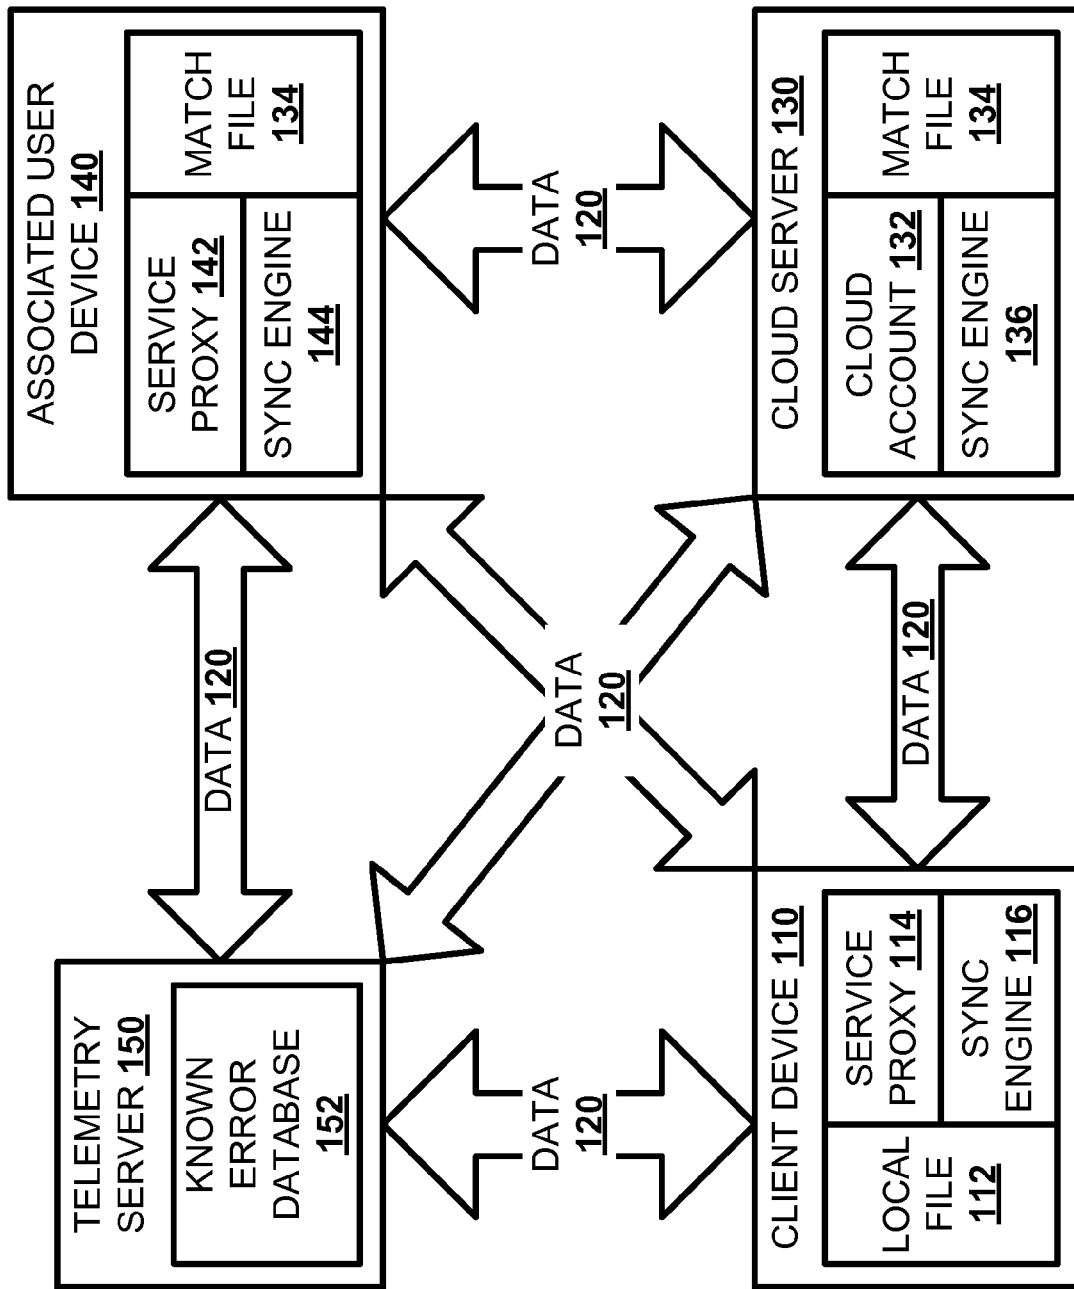 TELEMETRY
SERVER 150
KNOWN
ERROR
DATABASE
152
DATA 120
ASSOCIATED USER
DEVICE 140
SERVICE
PROXY 142
SYNC ENGINE
144
MATCH
FILE
134
DATA
120
DATA
120
DATA
120
CLIENT DEVICE 110
LOCAL
FILE
112
SERVICE
PROXY 114
SYNC
ENGINE 116
DATA 120
CLOUD SERVER 130
CLOUD
ACCOUNT 132
SYNC ENGINE
136
MATCH
FILE
134